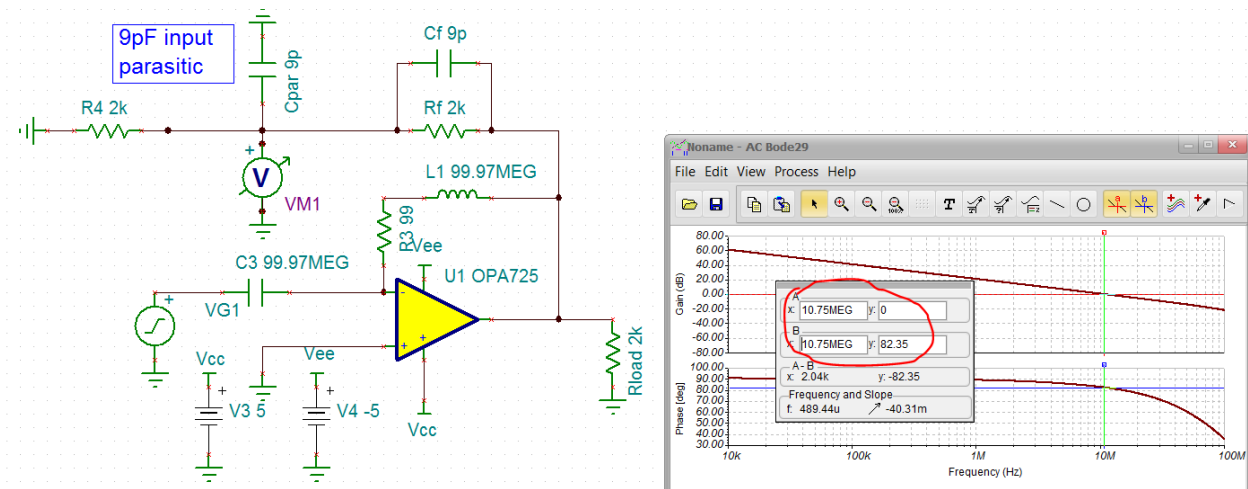 9pF input
parasitic
Cpar 9p
Cf 9p
R4 2k
Rf 2k
+
V
VM1
L1 99.97MEG
R3 99
Vee
C3 99.97MEG
U1 OPA725
+
VG1
-
+
+
Vcc
Vee
+
+
V3 5
V4 -5
Vcc
Rload 2k
Noname - AC Bode29
File Edit View Process Help
100%
T
a
b
80.00
60.00
40.00
20.00
0.00
-20.00
-40.00
-60.00
-80.00
Gain (dB)
a
A
x: 10.75MEG y: 0
B
x: 10.75MEG y: 82.35
A - B
x: 2.04k y: -82.35
Frequency and Slope
f: 489.44u -40.31m
b
100.00
90.00
80.00
70.00
60.00
50.00
40.00
30.00
Phase [deg]
10k 100k 1M 10M 100M
Frequency (Hz)